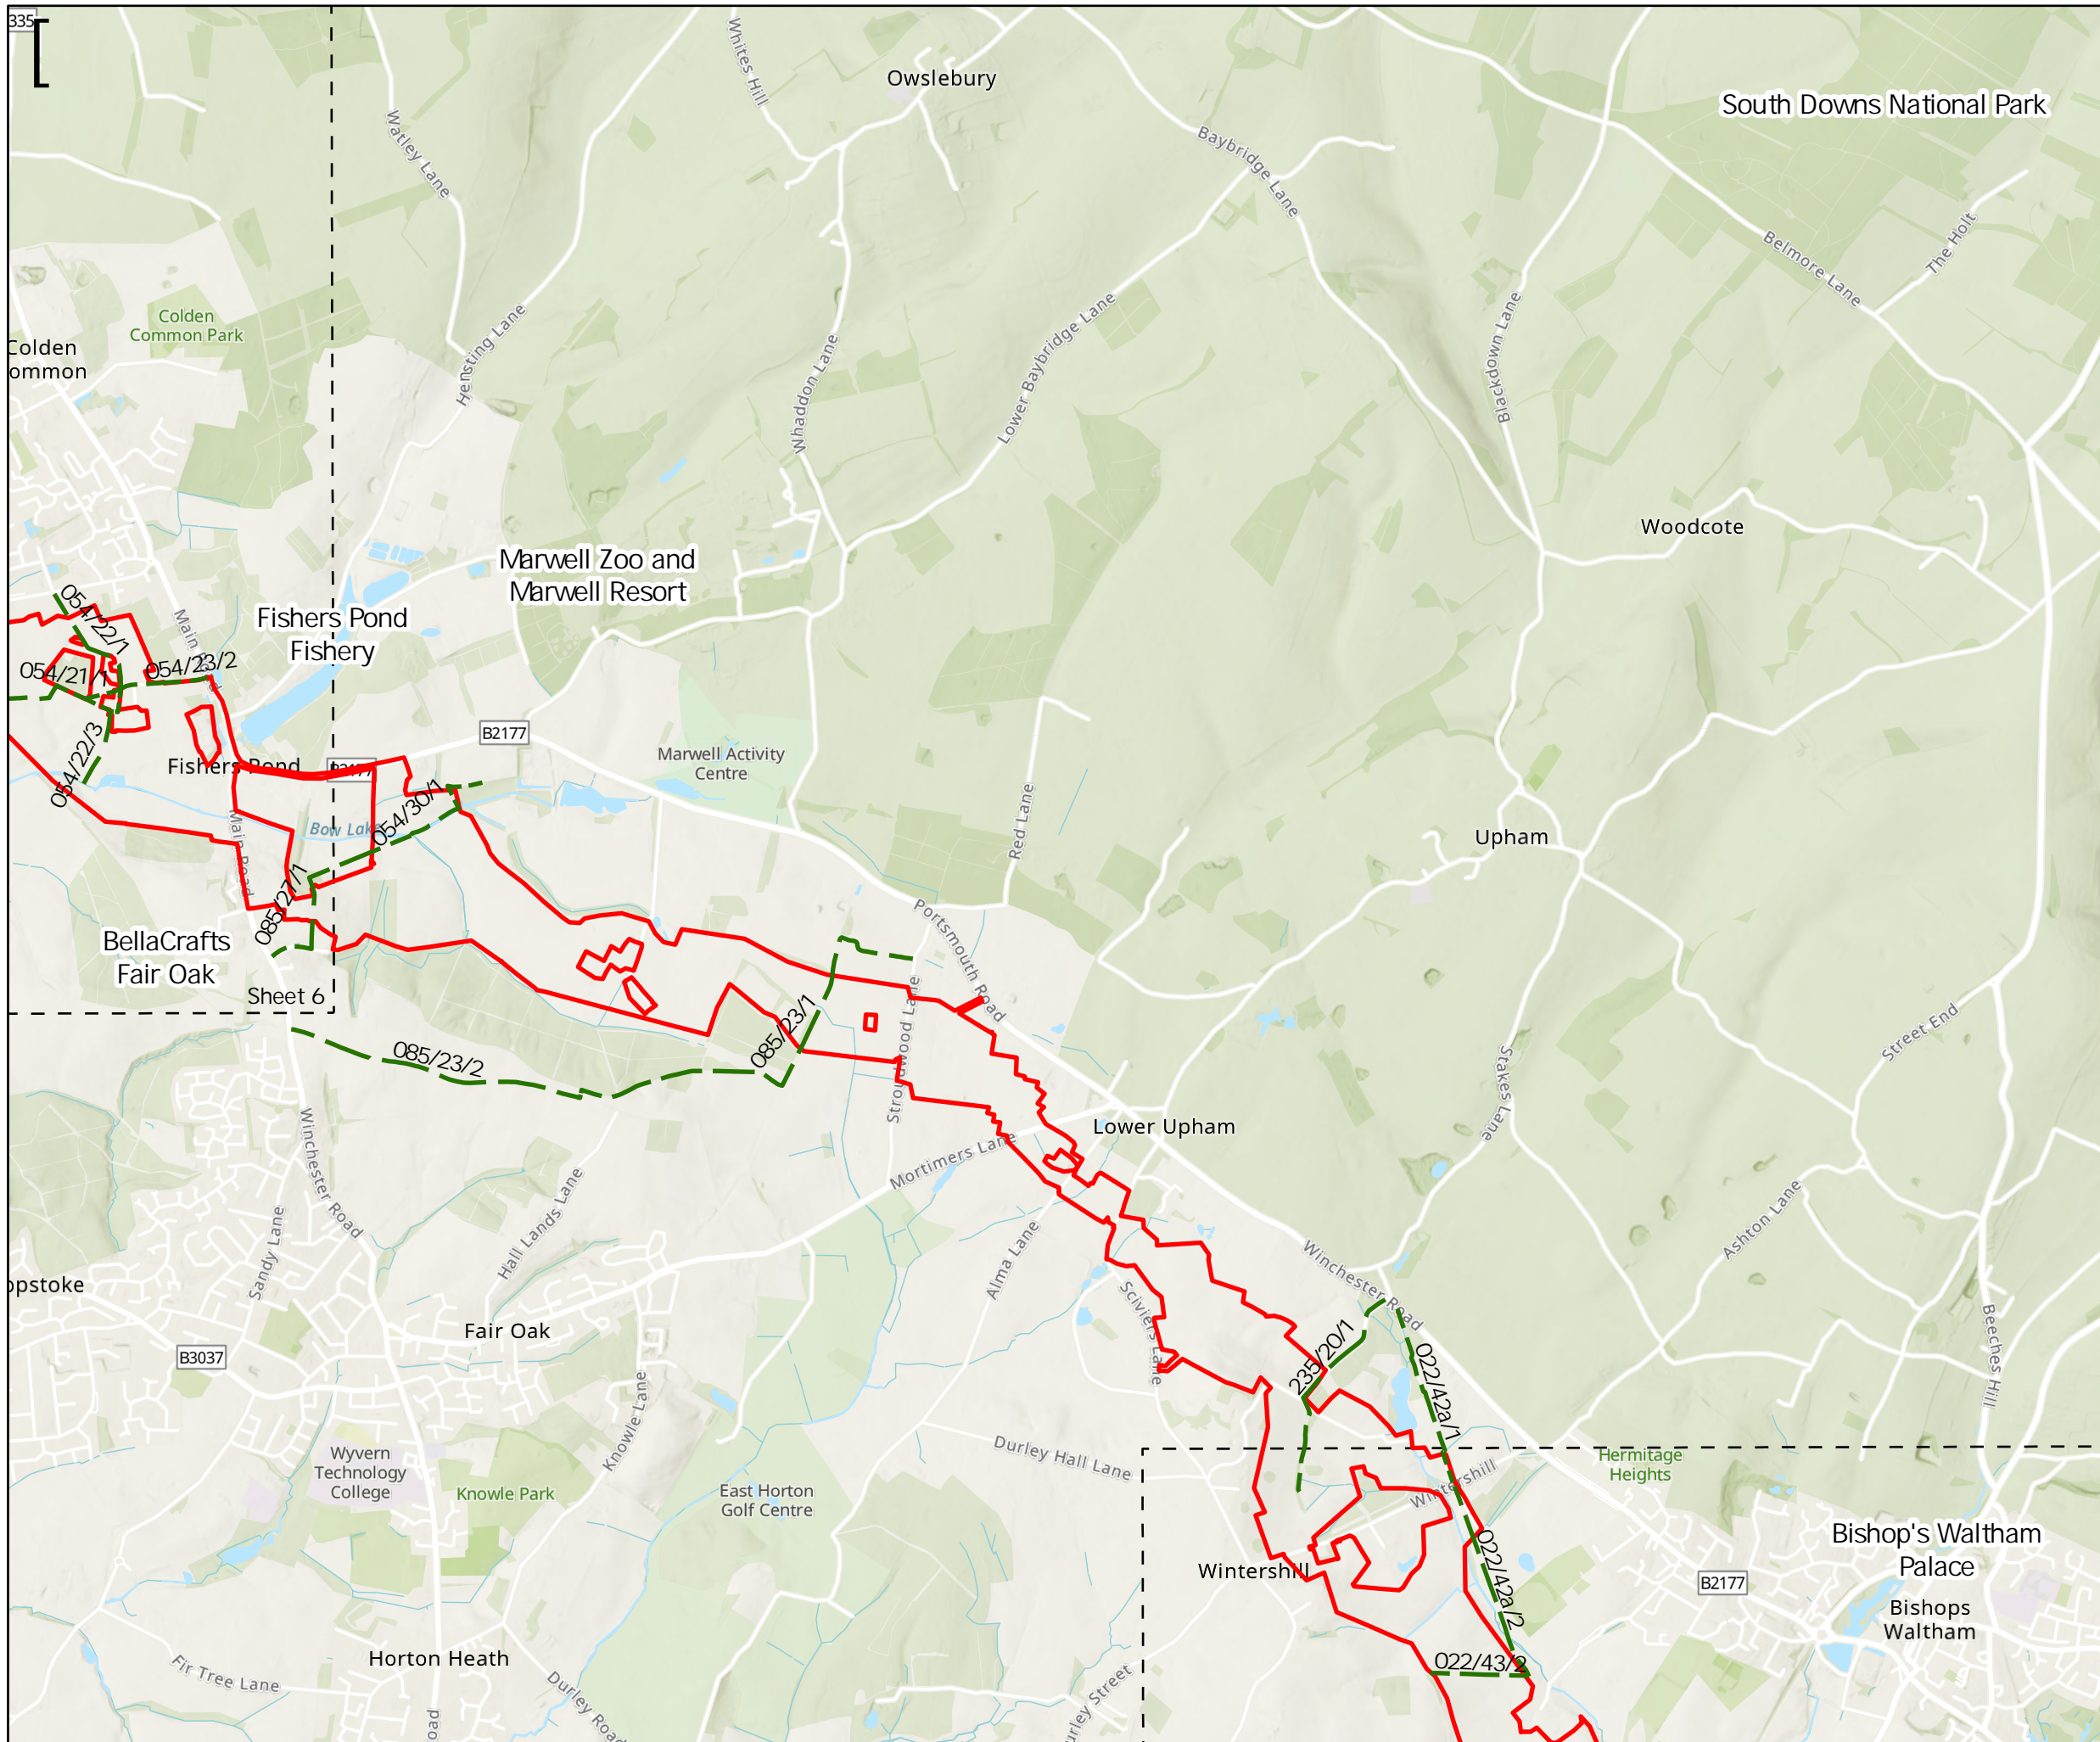 335
Whites Hill
Owslebury
South Downs National Park
Watley Lane
Baybridge Lane
The Holt
Belmore Lane
Colden
Common Park
Colden
ommon
Hensting Lane
Whaddon Lane
Lower Baybridge Lane
Blackdown Lane
Woodcote
Marwell Zoo and
Marwell Resort
Fishers Pond
Fishery
054/22/1
Main Road
054/23/2
054/21/1
054/22/3
B2177
Marwell Activity
Centre
Fishers Pond
B2177
054/30/1
Bow Lake
Main Road
Red Lane
Upham
085/27/1
Portsmouth Road
BellaCrafts
Fair Oak
Sheet 6
085/23/1
Stroudwood Lane
085/23/2
Street End
Stakes Lane
Winchester Road
Lower Upham
Mortimers Lane
Hall Lands Lane
Sandy Lane
Alma Lane
Ashton Lane
Winchester Road
opstoke
Sciviers Lane
Fair Oak
B3037
235/20/1
022/42a/1
Beeches Hill
Knowle Lane
Wyvern
Technology
College
Knowle Park
East Horton
Golf Centre
Durley Hall Lane
Wintershill
Hermitage
Heights
Bishop's Waltham
Palace
Wintershill
022/42a/2
B2177
Bishops
Waltham
Horton Heath
Fir Tree Lane
022/43/2
Durley Road
urley Street
oad